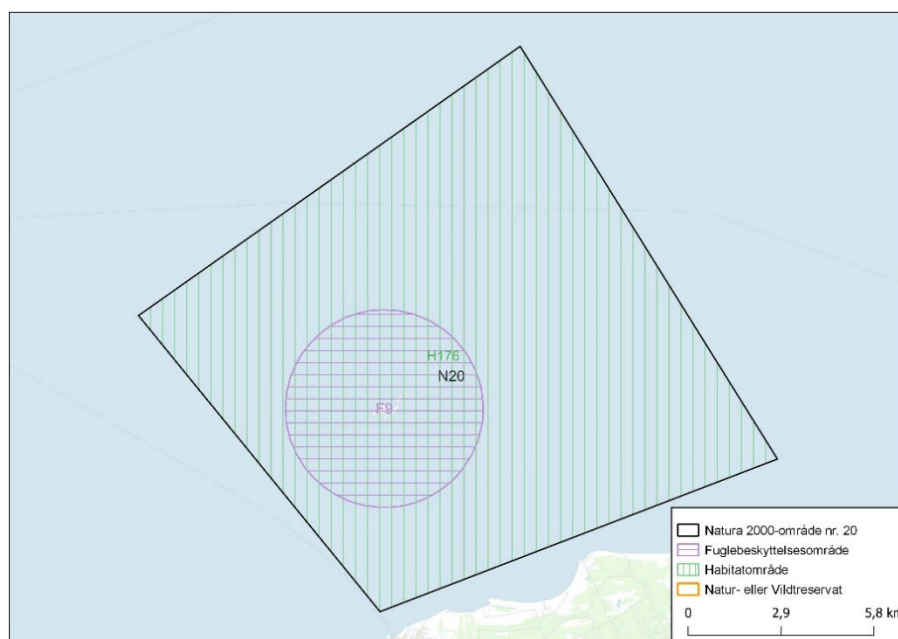 H176
N20
F9
Natura 2000-område nr. 20
Fuglebeskyttelsesområde
Habitatområde
Natur- eller Vildtreservat
0 2,9 5,8 km